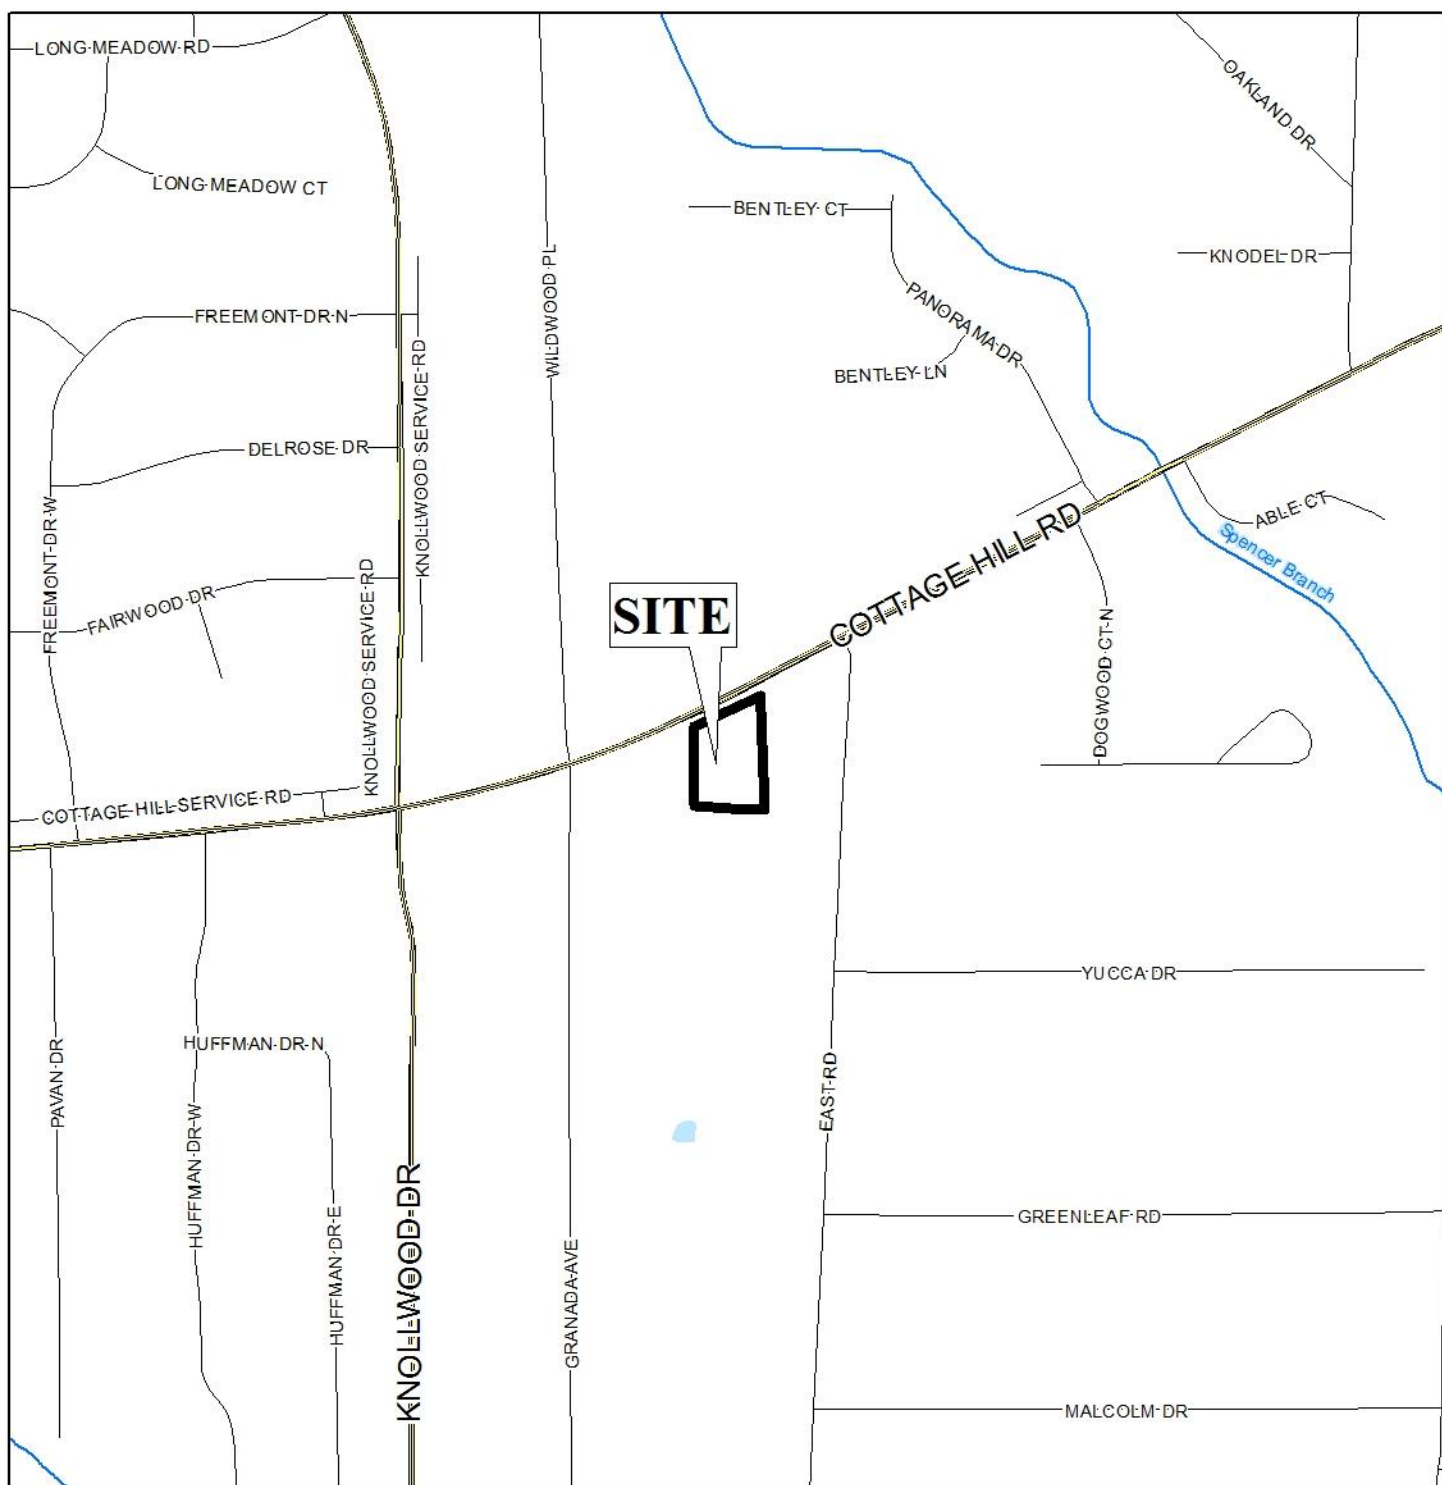 LONG MEADOW RD
OAKLAND DR
LONG MEADOW CT
BENTLEY CT
KNODEL DR
WILDWOOD PL
PANORAMA DR
FREEMONT DR N
KNOLLWOOD SERVICE RD
BENTLEY LN
DELROSE DR
FREEMONT DR W
ABLE CT
COTTAGE HILL RD
Spencer Branch
FAIRWOOD DR
KNOLLWOOD SERVICE RD
SITE
DOGWOOD CT N
COTTAGE HILL SERVICE RD
YUCCA DR
PAVAN DR
HUFFMAN DR N
EAST RD
HUFFMAN DR W
HUFFMAN DR E
KNOLLWOOD DR
GREENLEAF RD
GRANADA AVE
MALCOLM DR